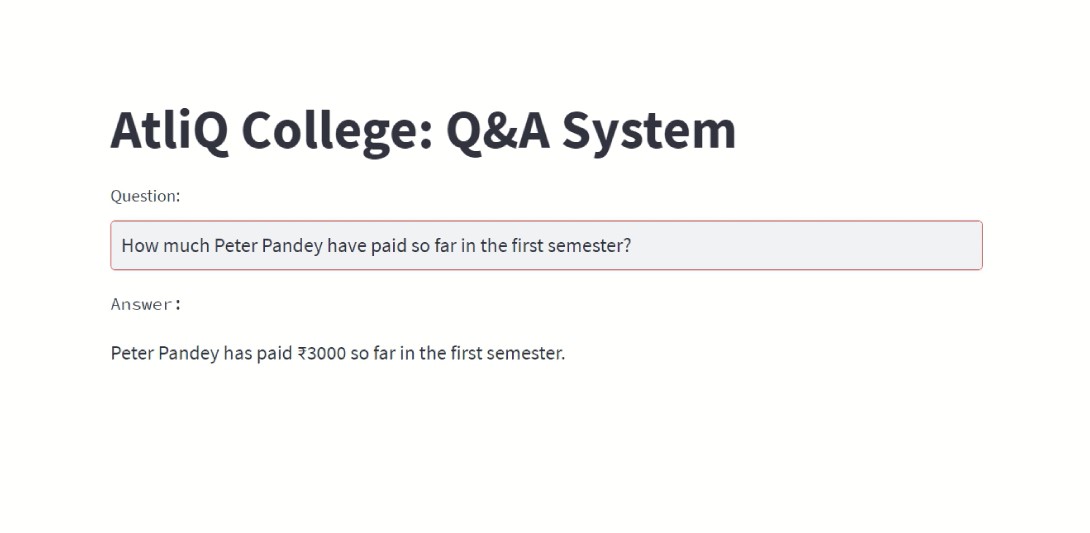 AtliQ College: Q&A System
Question:
How much Peter Pandey have paid so far in the first semester?
Answer:
Peter Pandey has paid ₹3000 so far in the first semester.